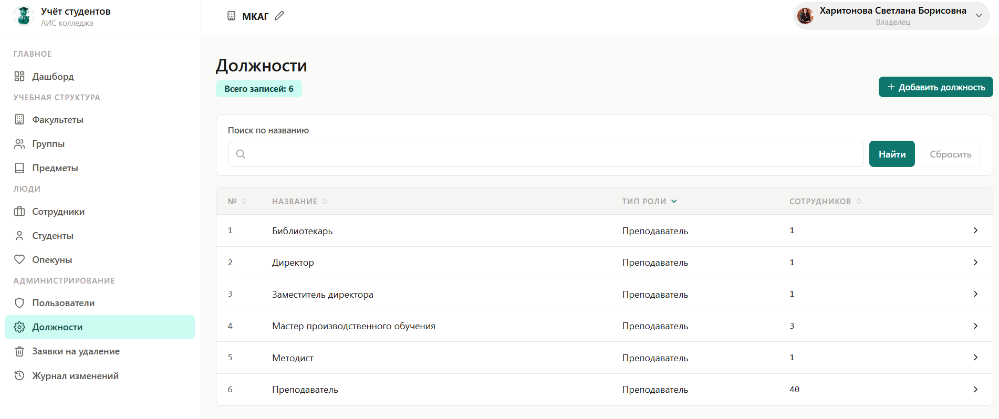 Учёт студентов
АИС колледжа
МКАГ
Харитонова Светлана Борисовна
Владелец
ГЛАВНОЕ
Дашборд
УЧЕБНАЯ СТРУКТУРА
Факультеты
Группы
Предметы
ЛЮДИ
Сотрудники
Студенты
Опекуны
АДМИНИСТРИРОВАНИЕ
Пользователи
Должности
Заявки на удаление
Журнал изменений
Должности
Всего записей: 6
+ Добавить должность
Поиск по названию
Найти
Сбросить
№ НАЗВАНИЕ ТИП РОЛИ СОТРУДНИКОВ
1 Библиотекарь Преподаватель 1
2 Директор Преподаватель 1
3 Заместитель директора Преподаватель 1
4 Мастер производственного обучения Преподаватель 3
5 Методист Преподаватель 1
6 Преподаватель Преподаватель 40